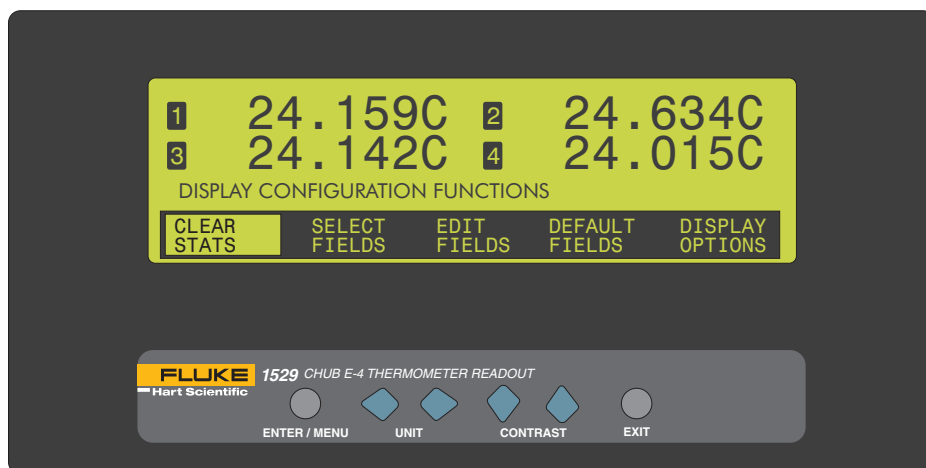 1 24.159C 2 24.634C
3 24.142C 4 24.015C
DISPLAY CONFIGURATION FUNCTIONS
CLEAR STATS SELECT FIELDS EDIT FIELDS DEFAULT FIELDS DISPLAY OPTIONS
FLUKE 1529 CHUB E-4 THERMOMETER READOUT
Hart Scientific
ENTER / MENU UNIT CONTRAST EXIT